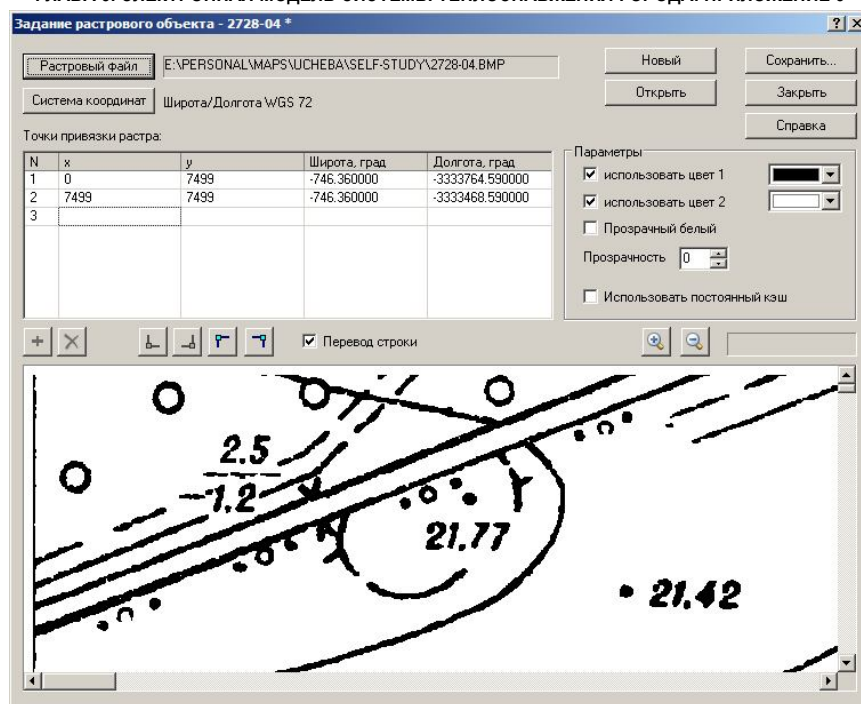 Задание растрового объекта - 2728-04 *
Растровый файл E:\PERSONAL\MAPS\UCHEBA\SELF-STUDY\2728-04.BMP Новый Сохранить...
Система координат Широта/Долгота WGS 72 Открыть Закрыть
Справка
Точки привязки растра:
Параметры
N x y Широта, град Долгота, град
1 0 7499 -746.360000 -3333764.590000
2 7499 7499 -746.360000 -3333468.590000
3
использовать цвет 1
использовать цвет 2
Прозрачный белый
Прозрачность 0
Использовать постоянный кэш
Перевод строки
2.5
1.2
21.77
21.42